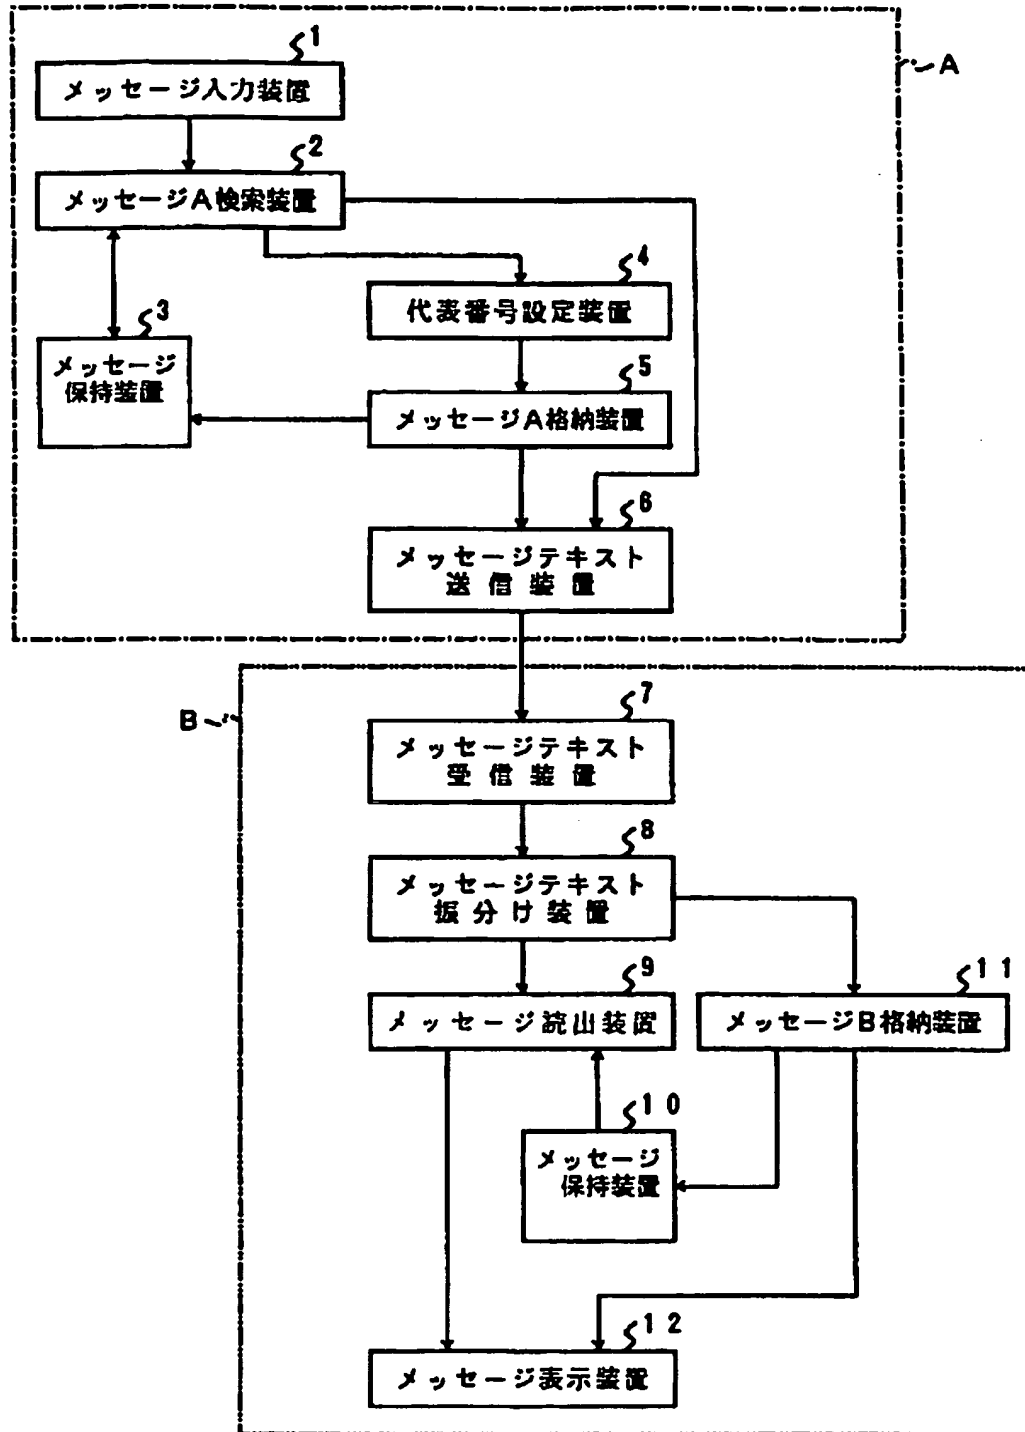 1
メッセージ入力装置
A
2
メッセージA検索装置
4
代表番号設定装置
3
メッセージ
保持装置
5
メッセージA格納装置
6
メッセージテキスト
送信装置
B
7
メッセージテキスト
受信装置
8
メッセージテキスト
振分け装置
9
メッセージ読出装置
11
メッセージB格納装置
10
メッセージ
保持装置
12
メッセージ表示装置